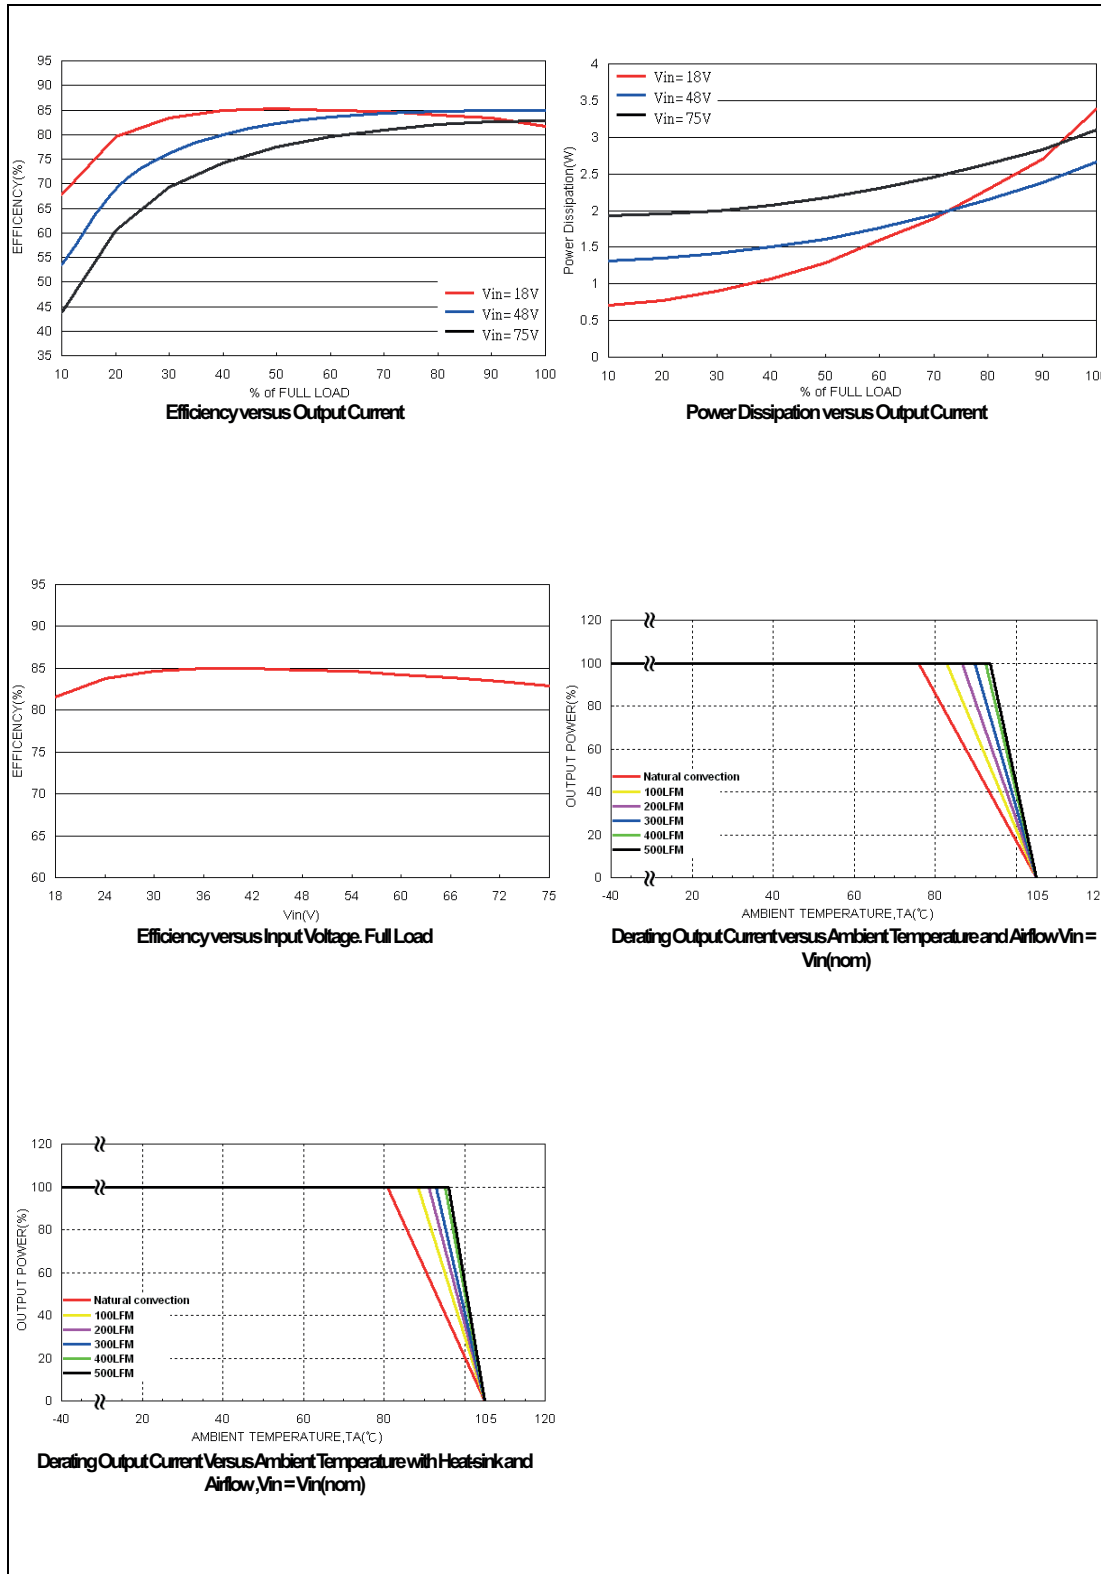 95
90
85
80
75
70
65
60
55
50
45
40
35
EFFICENCY(%)
Vin= 18V
Vin= 48V
Vin= 75V
10 20 30 40 50 60 70 80 90 100
% of FULL LOAD
Efficiency versus Output Current
4
3.5
3
2.5
2
1.5
1
0.5
0
Power Dissipation(W)
Vin= 18V
Vin= 48V
Vin= 75V
10 20 30 40 50 60 70 80 90 100
% of FULL LOAD
Power Dissipation versus Output Current
95
90
85
80
75
70
65
60
EFFICENCY(%)
18 24 30 36 42 48 54 60 66 72 75
Vin(V)
Efficiency versus Input Voltage. Full Load
120
100
80
60
40
20
0
OUTPUT POWER(%)
Natural convection
100LFM
200LFM
300LFM
400LFM
500LFM
-40 20 40 60 80 105 120
AMBIENT TEMPERATURE,TA(℃)
Derating Output Current versus Ambient Temperature and Airflow Vin =
Vin(nom)
120
100
80
60
40
20
0
OUTPUT POWER(%)
Natural convection
100LFM
200LFM
300LFM
400LFM
500LFM
-40 20 40 60 80 105 120
AMBIENT TEMPERATURE,TA(℃)
Derating Output Current Versus Ambient Temperature with Heat-sink and
Airflow ,Vin = Vin(nom)